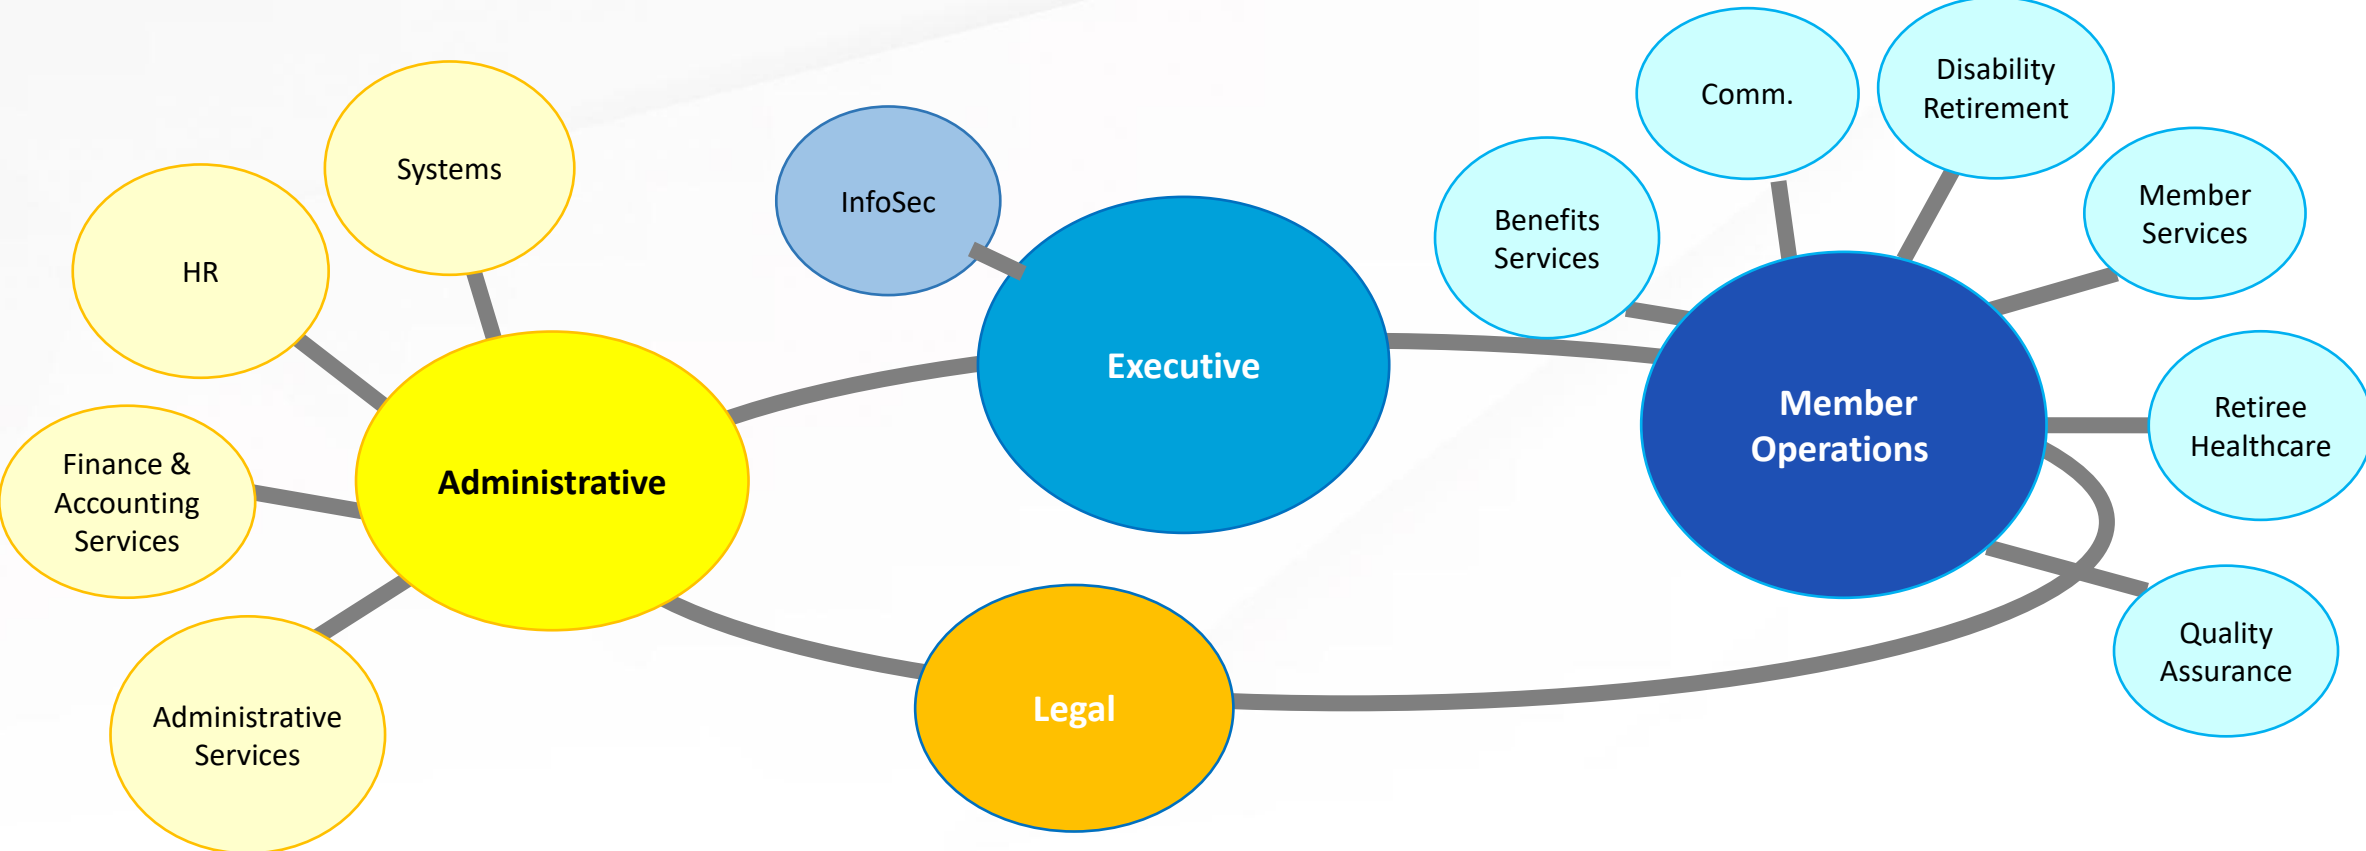 Systems
HR
Finance &
Accounting
Services
Administrative
Services
Administrative
InfoSec
Executive
Legal
Benefits
Services
Comm.
Disability
Retirement
Member
Services
Member
Operations
Retiree
Healthcare
Quality
Assurance